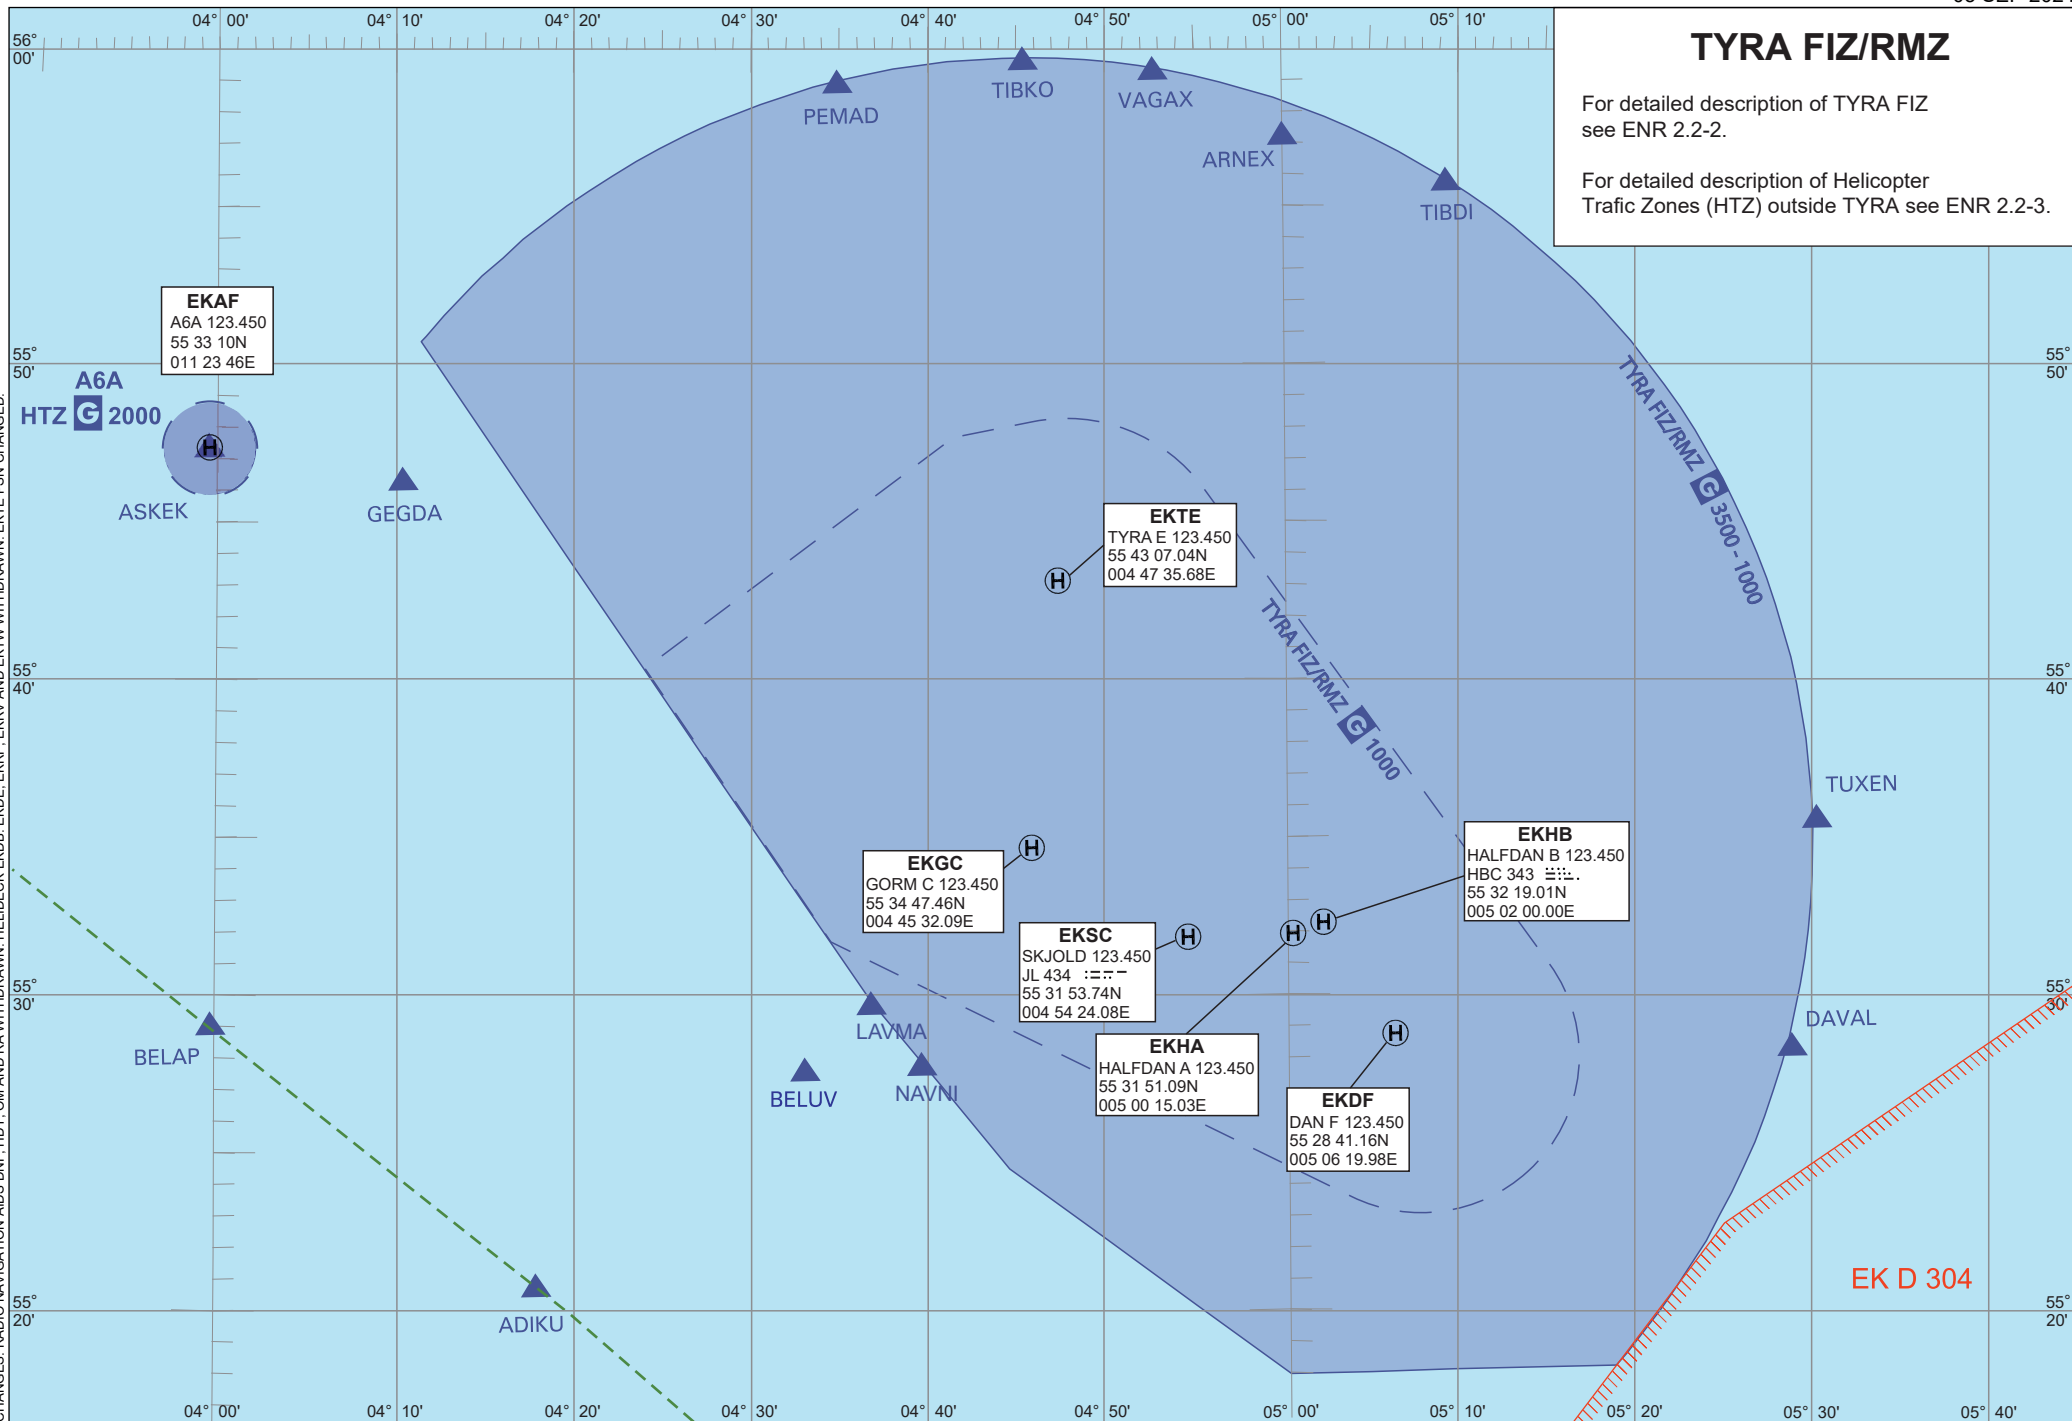 04° 00'
04° 10'
04° 20'
04° 30'
04° 40'
04° 50'
05° 00'
05° 10'
TYRA FIZ/RMZ
For detailed description of TYRA FIZ
see ENR 2.2-2.
For detailed description of Helicopter
Trafic Zones (HTZ) outside TYRA see ENR 2.2-3.
56°
00'
PEMAD
TIBKO
VAGAX
ARNEX
TIBDI
EKAF
A6A 123.450
55 33 10N
011 23 46E
55°
50'
55°
50'
A6A
HTZ G 2000
H
ASKEK
GEGDA
TYRA FIZ/RMZ G 3500 - 1000
EKTE
TYRA E 123.450
55 43 07.04N
004 47 35.68E
H
TYRA FIZ/RMZ G 1000
55°
40'
55°
40'
TUXEN
EKGC
GORM C 123.450
55 34 47.46N
004 45 32.09E
H
EKHB
HALFDAN B 123.450
HBC 343
55 32 19.01N
005 02 00.00E
H
EKSC
SKJOLD 123.450
JL 434
55 31 53.74N
004 54 24.08E
H
H
EKHA
HALFDAN A 123.450
55 31 51.09N
005 00 15.03E
55°
30'
55°
30'
DAVAL
LAVMA
NAVNI
BELUV
BELAP
H
EKDF
DAN F 123.450
55 28 41.16N
005 06 19.98E
EK D 304
55°
20'
55°
20'
ADIKU
04° 00'
04° 10'
04° 20'
04° 30'
04° 40'
04° 50'
05° 00'
05° 10'
05° 20'
05° 30'
05° 40'